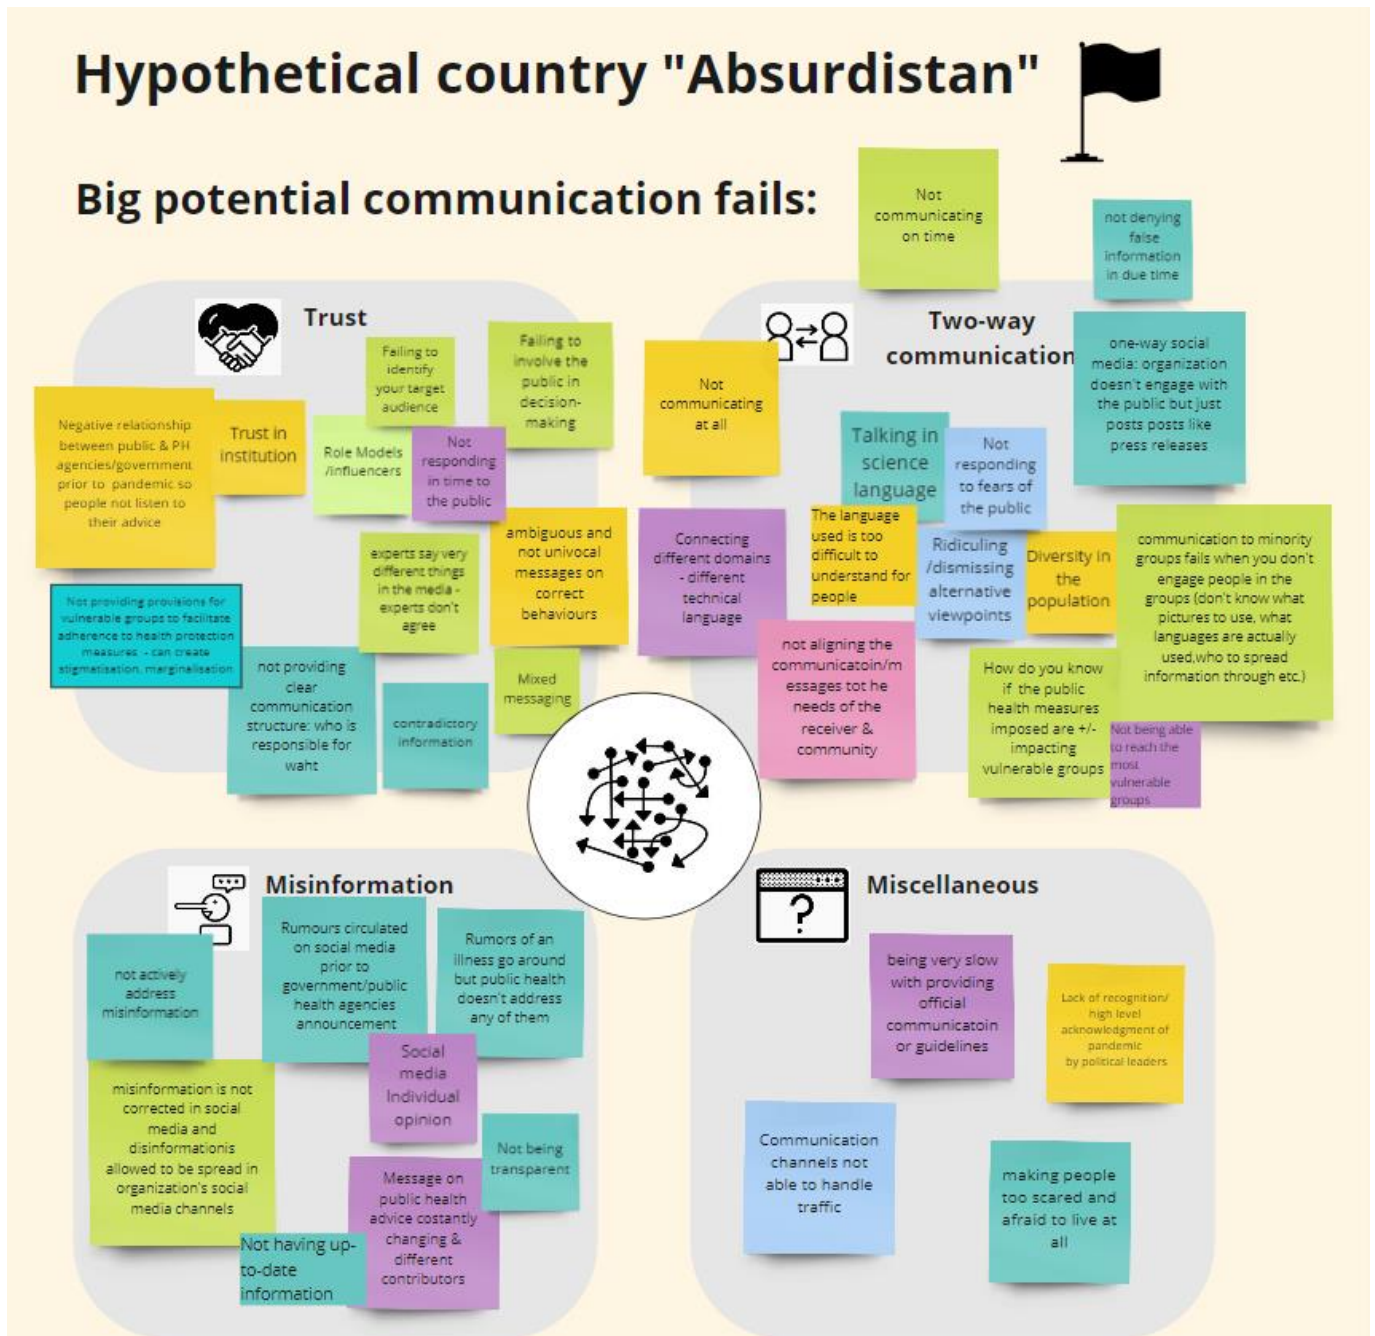 Hypothetical country "Absurdistan"
Big potential communication fails:
Not
communicating
on time
not denying
false
information
in due time
Trust
Failing to
identify
your target
audience
Failing to
involve the
public in
decision-
making
Negative relationship
between public & PH
agencies/government
prior to pandemic so
people not listen to
their advice
Trust in
institution
Role Models
/influencers
Not
responding
in time to
the public
experts say very
different things
in the media -
experts don't
agree
ambiguous and
not univocal
messages on
correct
behaviours
Not providing provisions for
vulnerable groups to facilitate
adherence to health protection
measures - can create
stigmatisation, marginalisation
not providing
clear
communication
structure: who is
responsible for
waht
contradictory
information
Mixed
messaging
Two-way
communication
Not
communicating
at all
one-way social
media: organization
doesn't engage with
the public but just
posts posts like
press releases
Talking in
science
language
Not
responding
to fears of
the public
Connecting
different domains
- different
technical
language
The language
used is too
difficult to
understand for
people
Ridiculing
/dismissing
alternative
viewpoints
Diversity in
the
population
communication to minority
groups fails when you don't
engage people in the
groups (don't know what
pictures to use, what
languages are actually
used,who to spread
information through etc.)
not aligning the
communicatoin/m
essages tot he
needs of the
receiver &
community
How do you know
if the public
health measures
imposed are +/-
impacting
vulnerable groups
Not being able
to reach the
most
vulnerable
groups
Misinformation
not actively
address
misinformation
Rumours circulated
on social media
prior to
government/public
health agencies
announcement
Rumors of an
illness go around
but public health
doesn't address
any of them
Social
media
Individual
opinion
misinformation is not
corrected in social
media and
disinformationis
allowed to be spread in
organization's social
media channels
Not being
transparent
Message on
public health
advice costantly
changing &
different
contributors
Not having up-
to-date
information
Miscellaneous
?
being very slow
with providing
official
communicatoin
or guidelines
Lack of recognition/
high level
acknowledgment of
pandemic
by political leaders
Communication
channels not
able to handle
traffic
making people
too scared and
afraid to live at
all